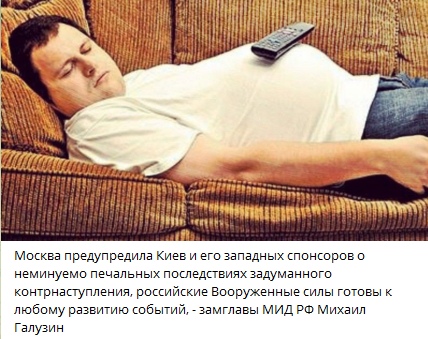 Москва предупредила Киев и его западных спонсоров о
неминуемо печальных последствиях задуманного
контрнаступления, российские Вооруженные силы готовы к
любому развитию событий, - замглавы МИД РФ Михаил
Галузин